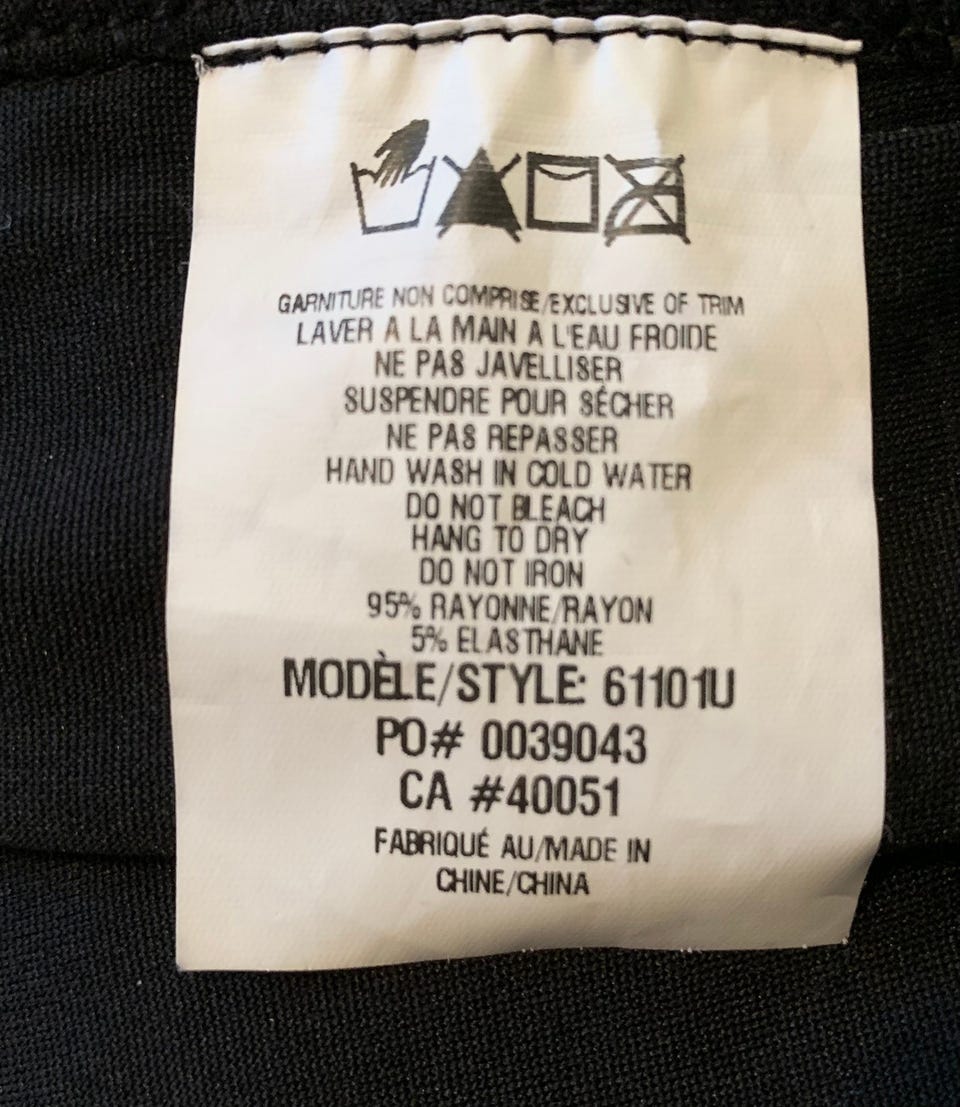 GARNITURE NON COMPRISE/EXCLUSIVE OF TRIM
LAVER A LA MAIN A L'EAU FROIDE
NE PAS JAVELLISER
SUSPENDRE POUR SÉCHER
NE PAS REPASSER
HAND WASH IN COLD WATER
DO NOT BLEACH
HANG TO DRY
DO NOT IRON
95% RAYONNE/RAYON
5% ELASTHANE
MODÈLE/STYLE: 61101U
PO# 0039043
CA #40051
FABRIQUÉ AU/MADE IN
CHINE/CHINA